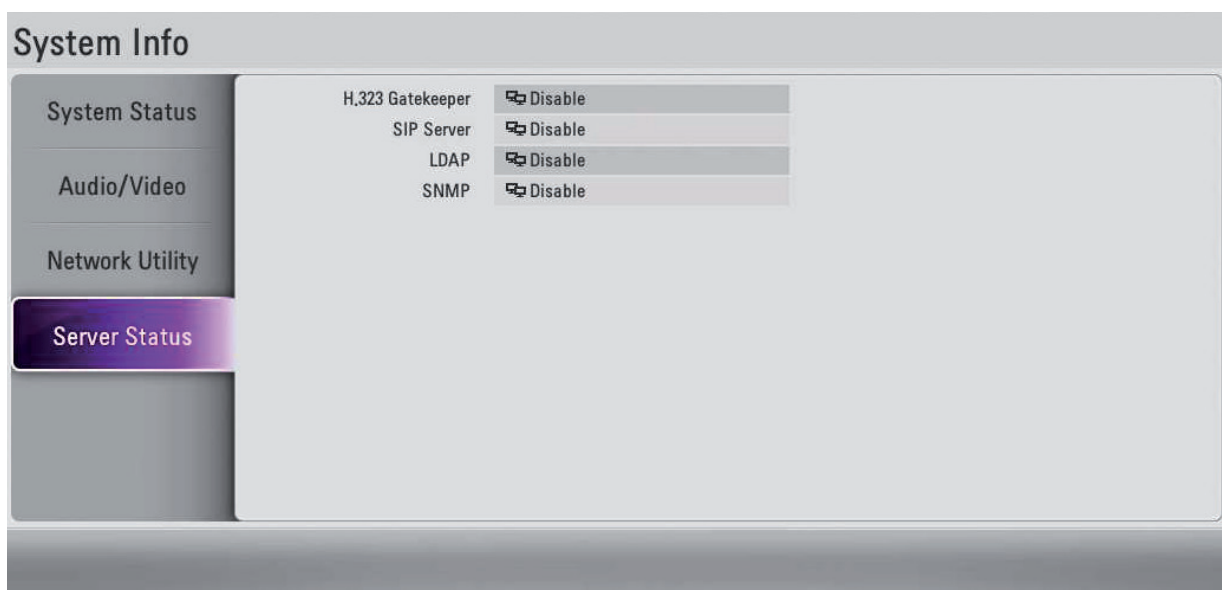 System Info
System Status
Audio/Video
Network Utility
Server Status
H.323 Gatekeeper Disable
SIP Server Disable
LDAP Disable
SNMP Disable